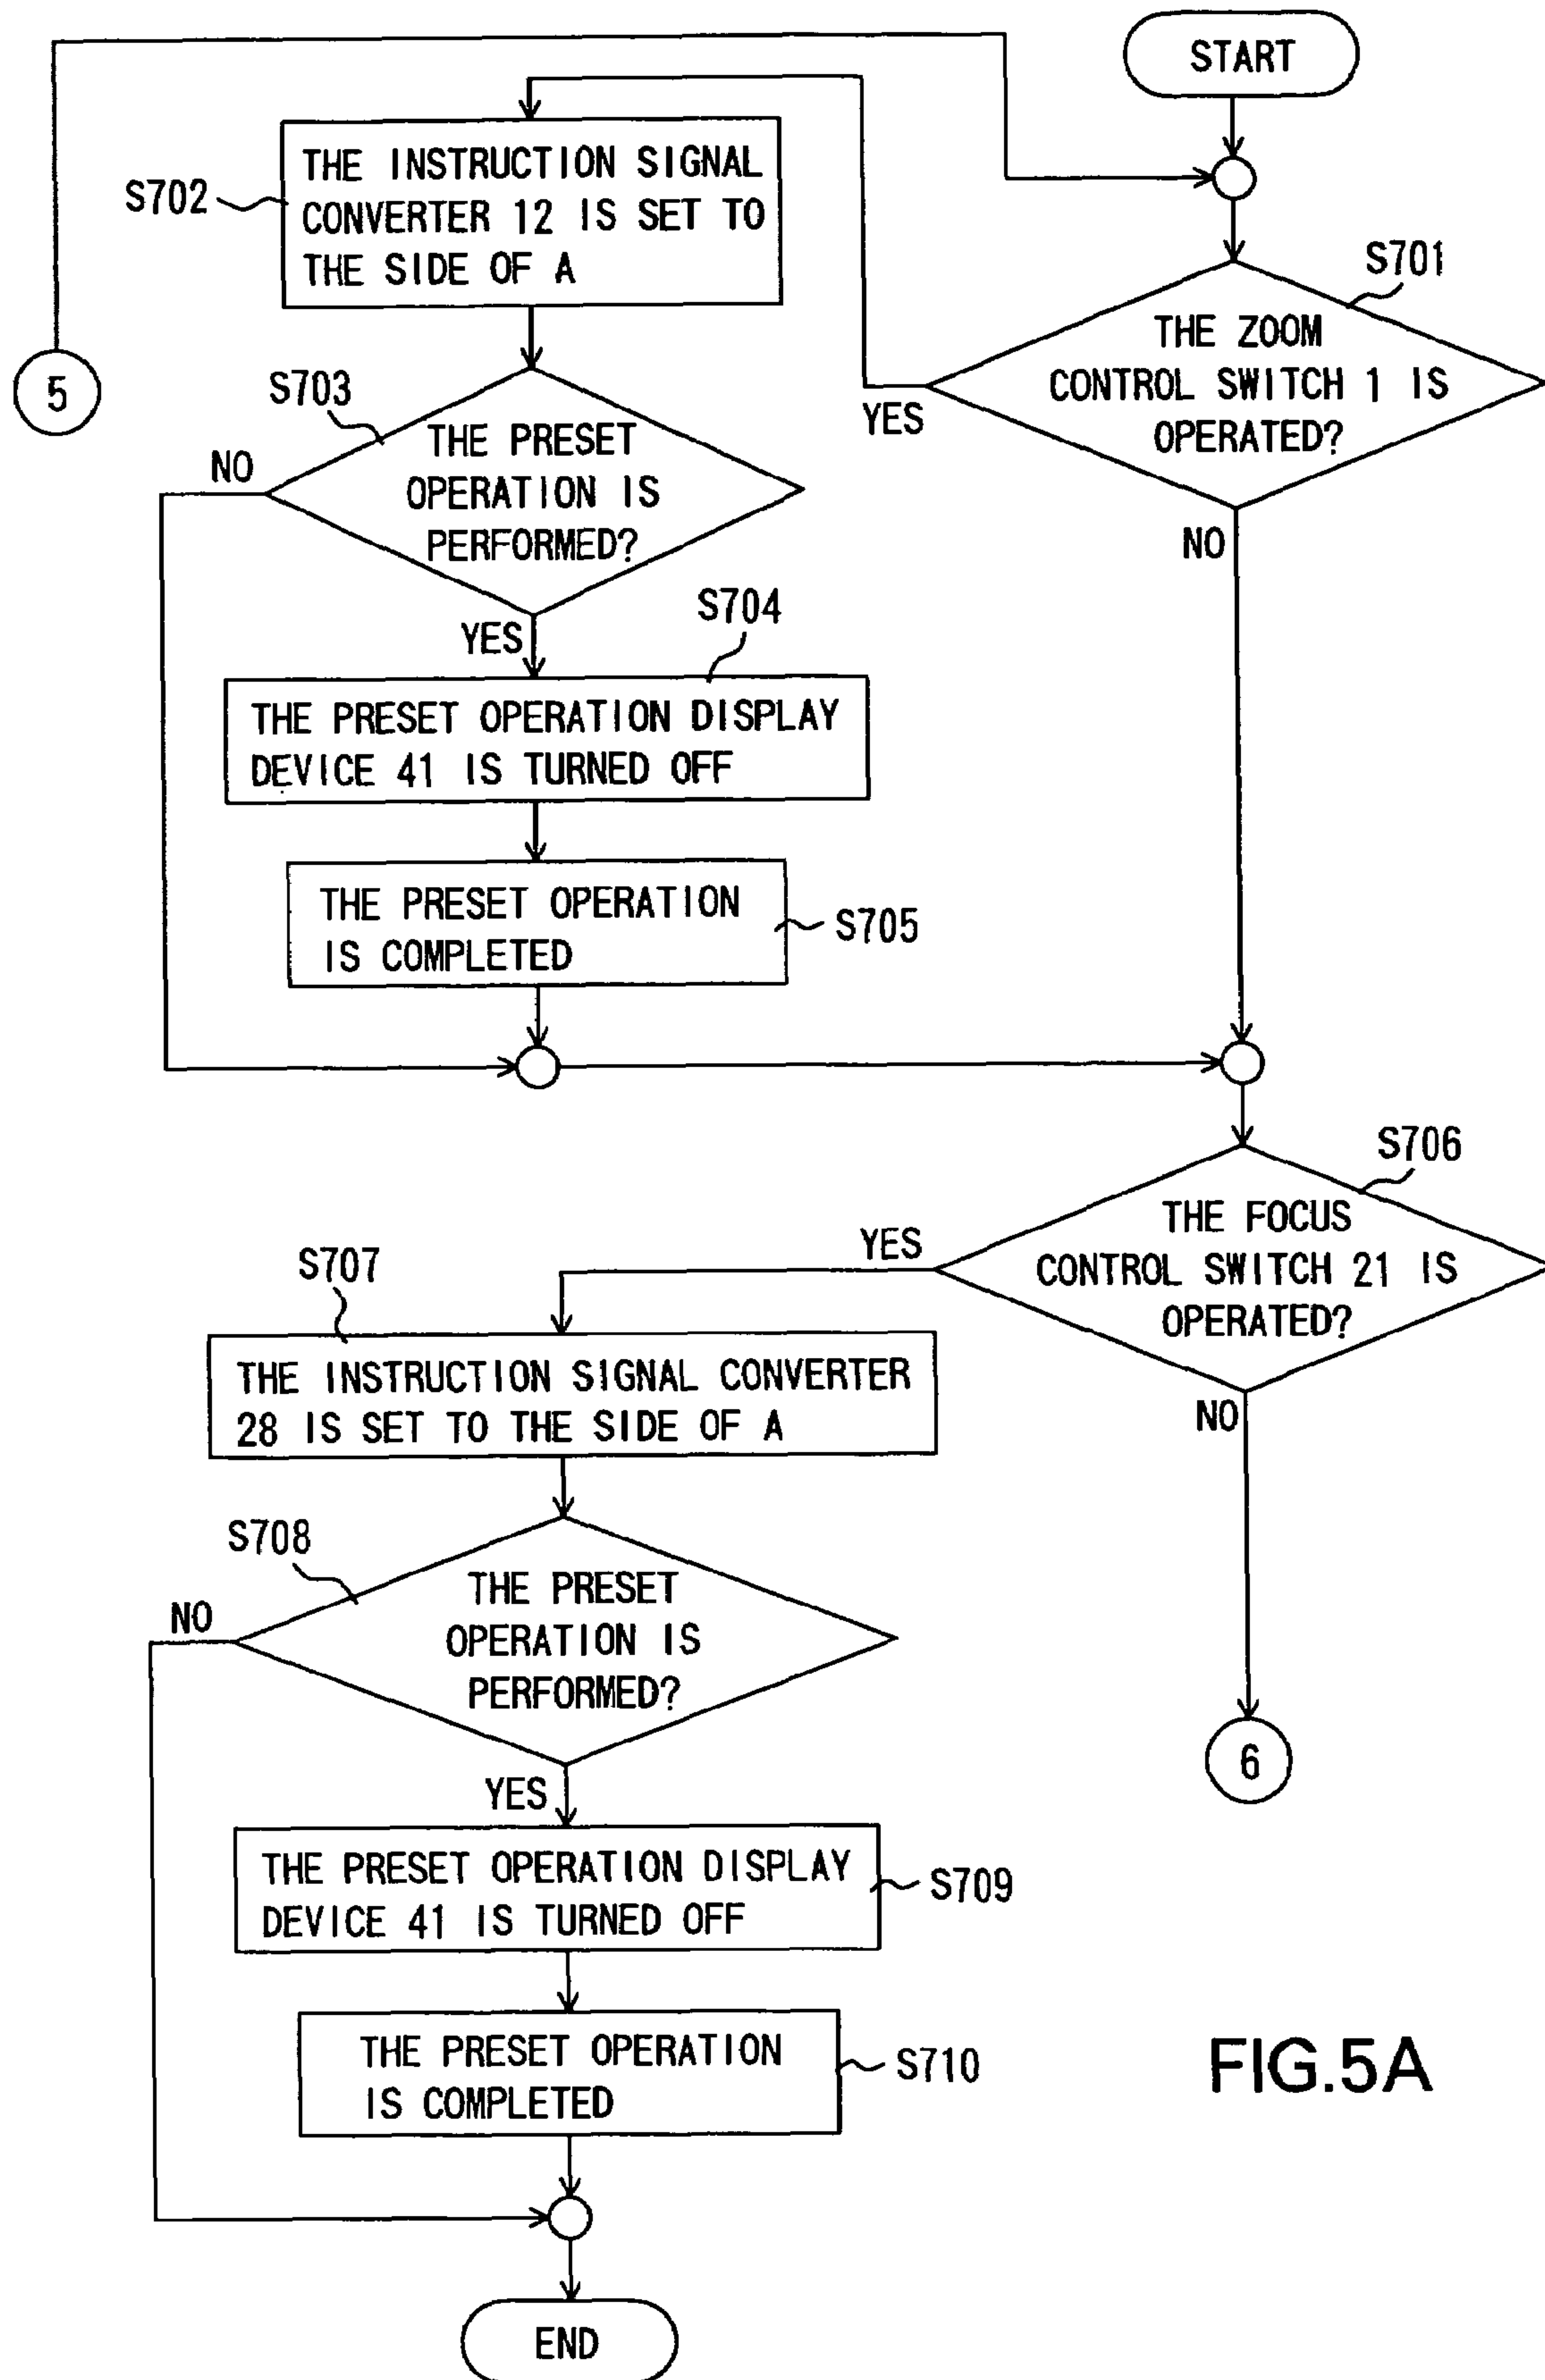 START
S702
THE INSTRUCTION SIGNAL
CONVERTER 12 IS SET TO
THE SIDE OF A
S701
THE ZOOM
CONTROL SWITCH 1 IS
OPERATED?
YES
NO
5
S703
THE PRESET
OPERATION IS
PERFORMED?
NO
YES
S704
THE PRESET OPERATION DISPLAY
DEVICE 41 IS TURNED OFF
THE PRESET OPERATION
IS COMPLETED
S705
S706
THE FOCUS
CONTROL SWITCH 21 IS
OPERATED?
YES
NO
S707
THE INSTRUCTION SIGNAL CONVERTER
28 IS SET TO THE SIDE OF A
S708
THE PRESET
OPERATION IS
PERFORMED?
NO
YES
6
THE PRESET OPERATION DISPLAY
DEVICE 41 IS TURNED OFF
S709
THE PRESET OPERATION
IS COMPLETED
S710
END
FIG.5A